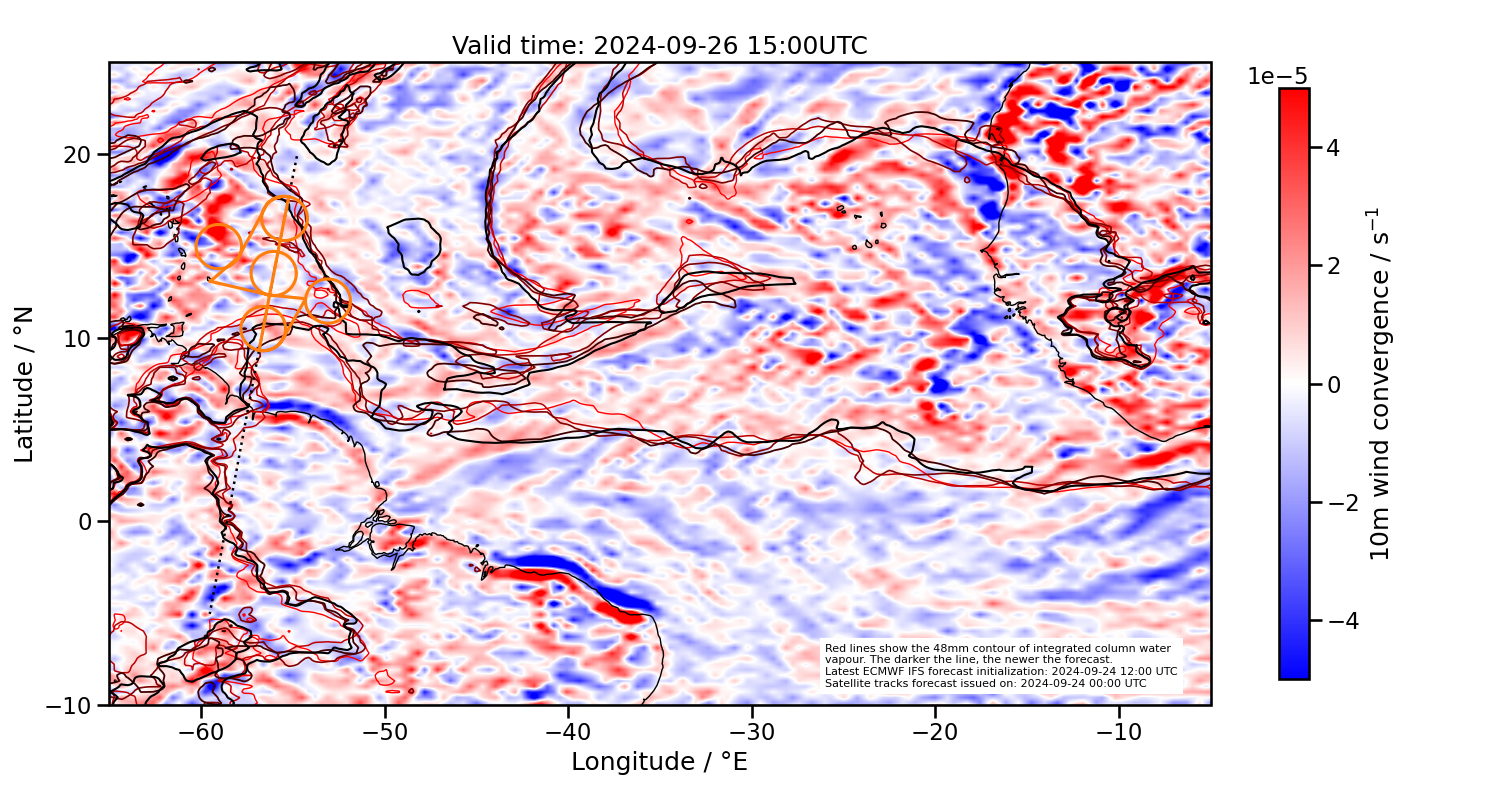 Valid time: 2024-09-26 15:00UTC
1e−5
20
10
0
−10
−60
−50
−40
−30
−20
−10
Latitude / °N
Longitude / °E
4
2
0
−2
−4
10m wind convergence / s⁻¹
Red lines show the 48mm contour of integrated column water
vapour. The darker the line, the newer the forecast.
Latest ECMWF IFS forecast initialization: 2024-09-24 12:00 UTC
Satellite tracks forecast issued on: 2024-09-24 00:00 UTC